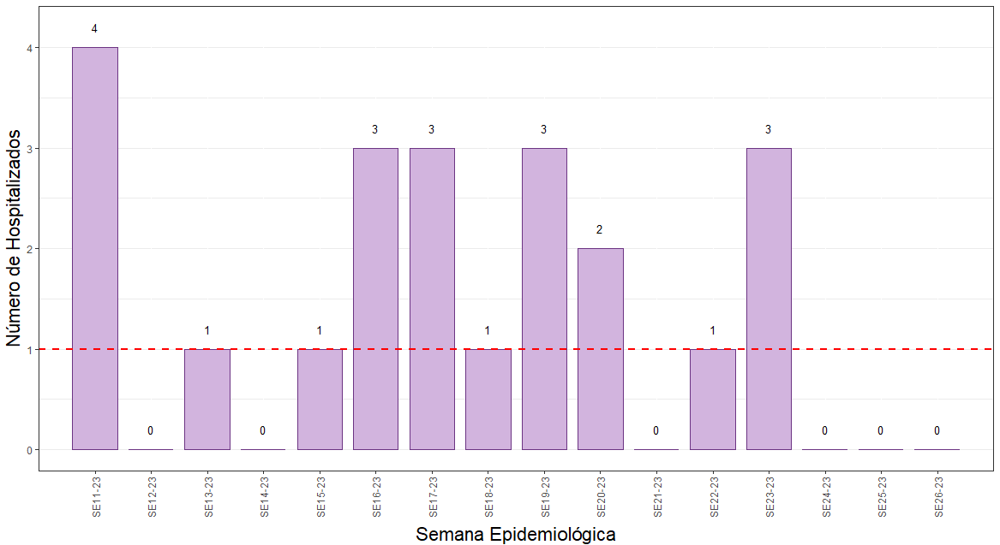 Número de Hospitalizados
4
3
2
1
0
4
0
1
0
1
3
3
1
3
2
0
1
3
0
0
0
SE11-23
SE12-23
SE13-23
SE14-23
SE15-23
SE16-23
SE17-23
SE18-23
SE19-23
SE20-23
SE21-23
SE22-23
SE23-23
SE24-23
SE25-23
SE26-23
Semana Epidemiológica